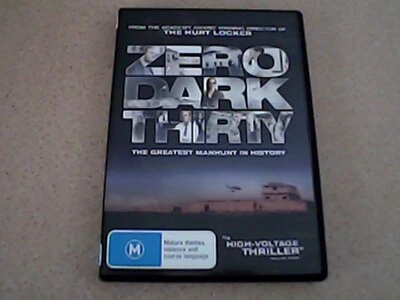 FROM THE ACADEMY AWARD WINNING DIRECTOR OF
THE HURT LOCKER
ZERO
DARK
THIRTY
THE GREATEST MANHUNT IN HISTORY
M
Mature themes,
violence and
coarse language
HIGH-VOLTAGE
THRILLER"